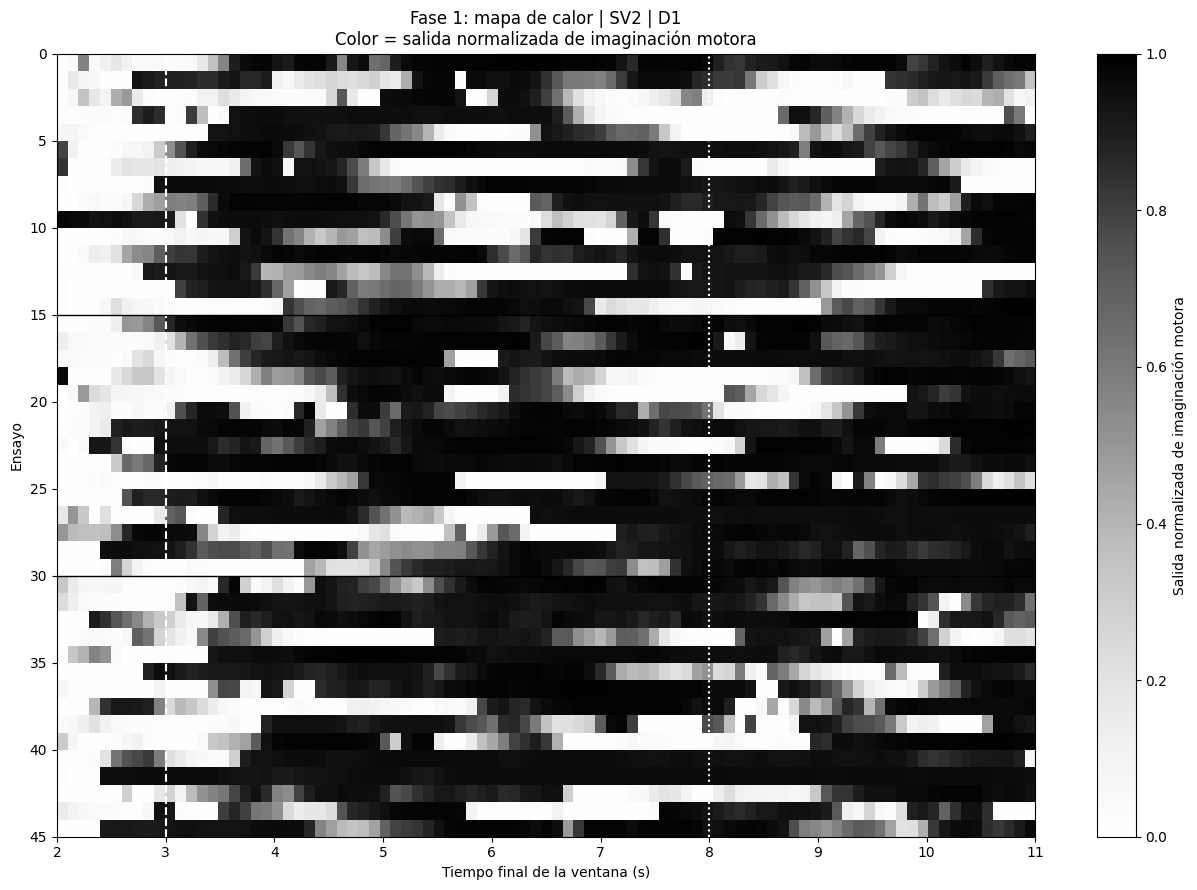 Fase 1: mapa de calor | SV2 | D1
Color = salida normalizada de imaginación motora
0
5
10
15
20
25
30
35
40
45
Ensayo
2 3 4 5 6 7 8 9 10 11
Tiempo final de la ventana (s)
1.0
0.8
0.6
0.4
0.2
0.0
Salida normalizada de imaginación motora